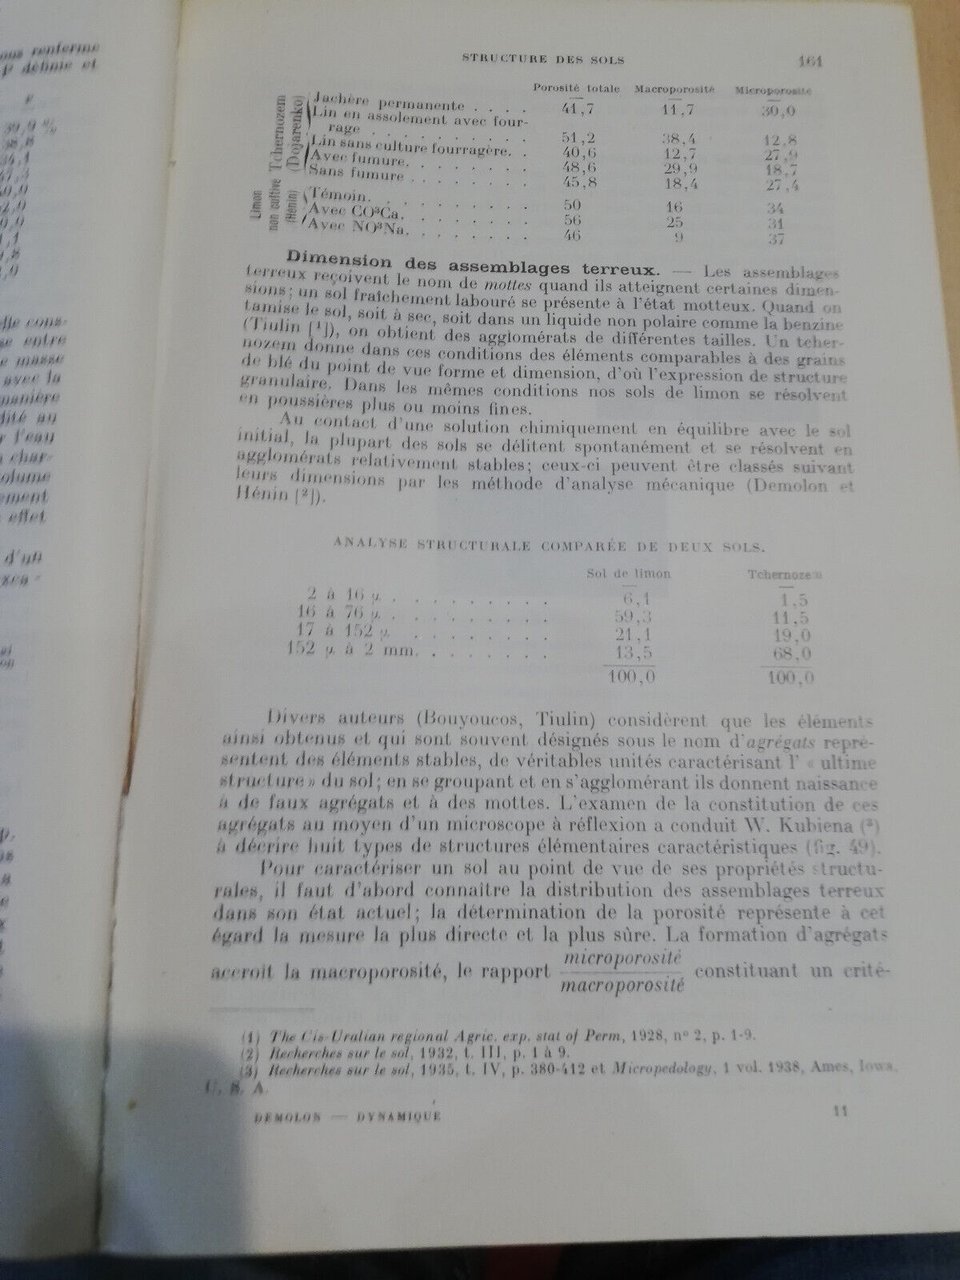 ous renferme
P définie et
P
39,9 %
STRUCTURE DES SOLS 161
Porosité totale Macroporosité Microporosité
Tchernozem (Dojarenko)
Jachère permanente . . . . 41,7 11,7 30,0
Lin en assolement avec four-
rage . . . . . . . . . . 51,2 38,4 12,8
Lin sans culture fourragère. . 40,6 12,7 27,9
Avec fumure. . . . . . . 48,6 29,9 18,7
Sans fumure . . . . . . . 45,8 18,4 27,4
Limon non cultivé (Hénin)
Témoin. . . . . . . . . 50 16 34
Avec CO³Ca. . . . . . . 56 25 31
Avec NO³Na. . . . . . . 46 9 37
Dimension des assemblages terreux. — Les assemblages
terreux reçoivent le nom de mottes quand ils atteignent certaines dimen-
sions; un sol fraîchement labouré se présente à l'état motteux. Quand on
tamise le sol, soit à sec, soit dans un liquide non polaire comme la benzine
(Tiulin [¹]), on obtient des agglomérats de différentes tailles. Un tcher-
nozem donne dans ces conditions des éléments comparables à des grains
de blé du point de vue forme et dimension, d'où l'expression de structure
granulaire. Dans les mêmes conditions nos sols de limon se résolvent
en poussières plus ou moins fines.
Au contact d'une solution chimiquement en équilibre avec le sol
initial, la plupart des sols se délitent spontanément et se résolvent en
agglomérats relativement stables; ceux-ci peuvent être classés suivant
leurs dimensions par les méthode d'analyse mécanique (Demolon et
Hénin [²]).
ANALYSE STRUCTURALE COMPARÉE DE DEUX SOLS.
Sol de limon Tchernozem
2 à 16 µ . . . . . . . . . 6,1 1,5
16 à 76 µ . . . . . . . . . 59,3 11,5
17 à 152 µ . . . . . . . . 21,1 19,0
152 µ à 2 mm. . . . . . . 13,5 68,0
100,0 100,0
Divers auteurs (Bouyoucos, Tiulin) considèrent que les éléments
ainsi obtenus et qui sont souvent désignés sous le nom d'agrégats repré-
sentent des éléments stables, de véritables unités caractérisant l' « ultime
structure » du sol; en se groupant et en s'agglomérant ils donnent naissance
à de faux agrégats et à des mottes. L'examen de la constitution de ces
agrégats au moyen d'un microscope à réflexion a conduit W. Kubiena (³)
à décrire huit types de structures élémentaires caractéristiques (fig. 49).
Pour caractériser un sol au point de vue de ses propriétés structu-
rales, il faut d'abord connaître la distribution des assemblages terreux
dans son état actuel; la détermination de la porosité représente à cet
égard la mesure la plus directe et la plus sûre. La formation d'agrégats
accroît la macroporosité, le rapport microporosité / macroporosité constituant un crité-
(1) The Cis Uralian regional Agric. exp. stat of Perm, 1928, n° 2, p. 1-9.
(2) Recherches sur le sol, 1932, t. III, p. 1 à 9.
(3) Recherches sur le sol, 1935, t. IV, p. 380-412 et Micropedology, 1 vol. 1938, Ames, Iowa,
U. S. A.
DEMOLON — DYNAMIQUE 11